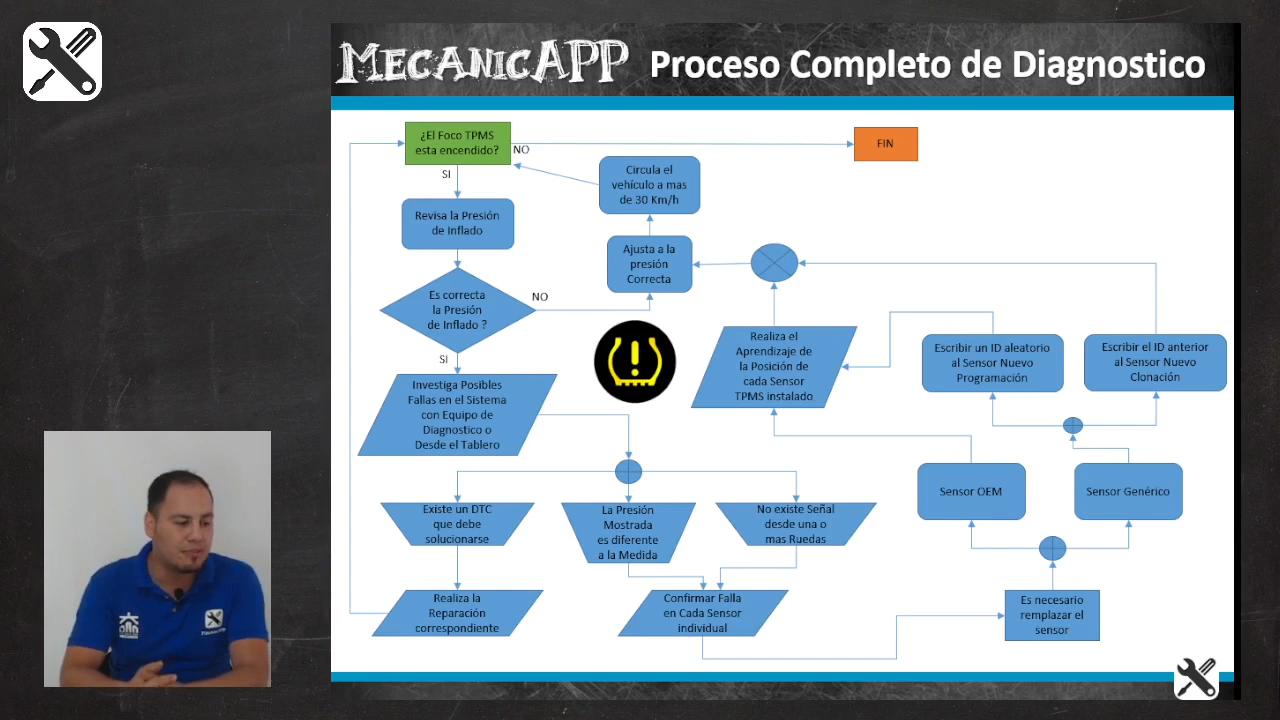 MECANICAPP Proceso Completo de Diagnostico
¿El Foco TPMS
esta encendido?
NO
FIN
SI
Circula el
vehículo a mas
de 30 Km/h
Revisa la Presión
de Inflado
Ajusta a la
presión
Correcta
Es correcta
la Presión
de Inflado ?
NO
SI
Investiga Posibles
Fallas en el Sistema
con Equipo de
Diagnostico o
Desde el Tablero
Realiza el
Aprendizaje de
la Posición de
cada Sensor
TPMS instalado
Escribir un ID aleatorio
al Sensor Nuevo
Programación
Escribir el ID anterior
al Sensor Nuevo
Clonación
Sensor OEM
Sensor Genérico
Existe un DTC
que debe
solucionarse
La Presión
Mostrada
es diferente
a la Medida
No existe Señal
desde una o
mas Ruedas
Realiza la
Reparación
correspondiente
Confirmar Falla
en Cada Sensor
individual
Es necesario
remplazar el
sensor